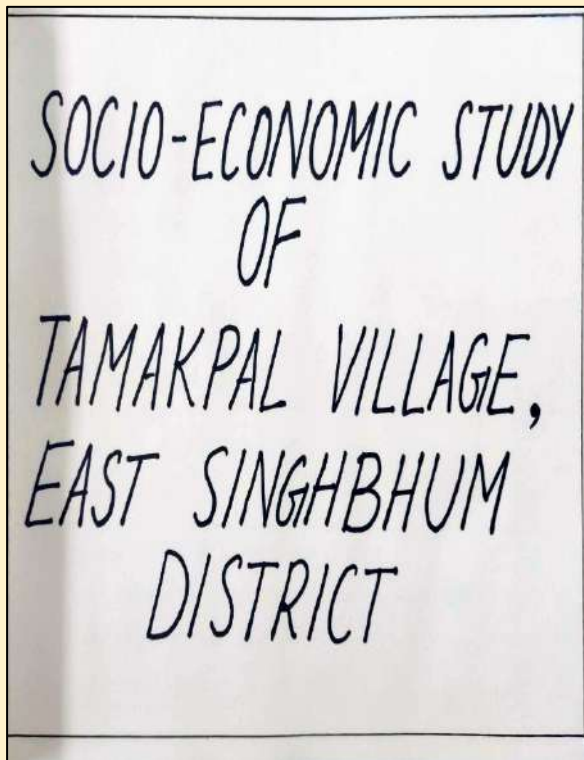 SOCIO-ECONOMIC STUDY
OF
TAMAKPAL VILLAGE,
EAST SINGHBHUM
DISTRICT